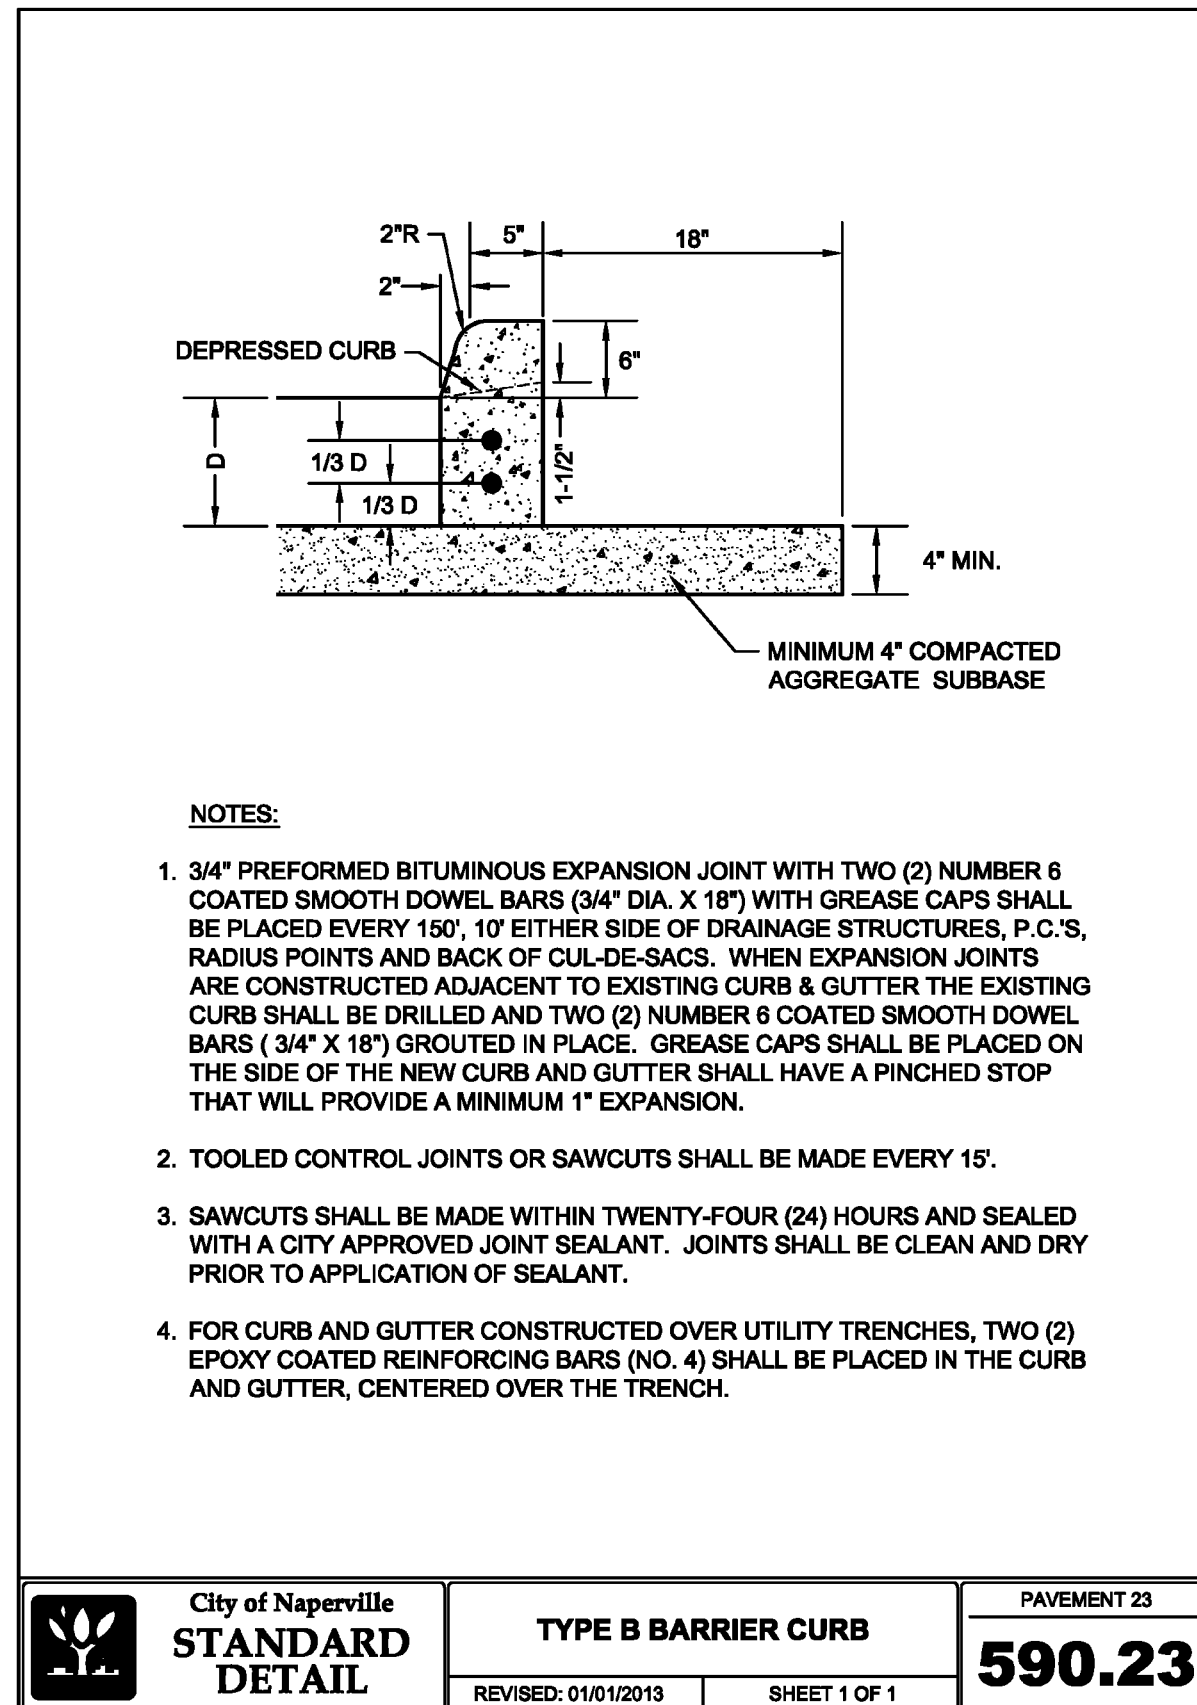 2"R
5"
18"
2"
DEPRESSED CURB
6"
D
1/3 D
1-1/2"
1/3 D
4" MIN.
MINIMUM 4" COMPACTED
AGGREGATE SUBBASE
NOTES:
1. 3/4" PREFORMED BITUMINOUS EXPANSION JOINT WITH TWO (2) NUMBER 6
COATED SMOOTH DOWEL BARS (3/4" DIA. X 18") WITH GREASE CAPS SHALL
BE PLACED EVERY 150', 10' EITHER SIDE OF DRAINAGE STRUCTURES, P.C.'S,
RADIUS POINTS AND BACK OF CUL-DE-SACS. WHEN EXPANSION JOINTS
ARE CONSTRUCTED ADJACENT TO EXISTING CURB & GUTTER THE EXISTING
CURB SHALL BE DRILLED AND TWO (2) NUMBER 6 COATED SMOOTH DOWEL
BARS ( 3/4" X 18") GROUTED IN PLACE. GREASE CAPS SHALL BE PLACED ON
THE SIDE OF THE NEW CURB AND GUTTER SHALL HAVE A PINCHED STOP
THAT WILL PROVIDE A MINIMUM 1" EXPANSION.
2. TOOLED CONTROL JOINTS OR SAWCUTS SHALL BE MADE EVERY 15'.
3. SAWCUTS SHALL BE MADE WITHIN TWENTY-FOUR (24) HOURS AND SEALED
WITH A CITY APPROVED JOINT SEALANT. JOINTS SHALL BE CLEAN AND DRY
PRIOR TO APPLICATION OF SEALANT.
4. FOR CURB AND GUTTER CONSTRUCTED OVER UTILITY TRENCHES, TWO (2)
EPOXY COATED REINFORCING BARS (NO. 4) SHALL BE PLACED IN THE CURB
AND GUTTER, CENTERED OVER THE TRENCH.
City of Naperville
STANDARD
DETAIL
TYPE B BARRIER CURB
REVISED: 01/01/2013
SHEET 1 OF 1
PAVEMENT 23
590.23